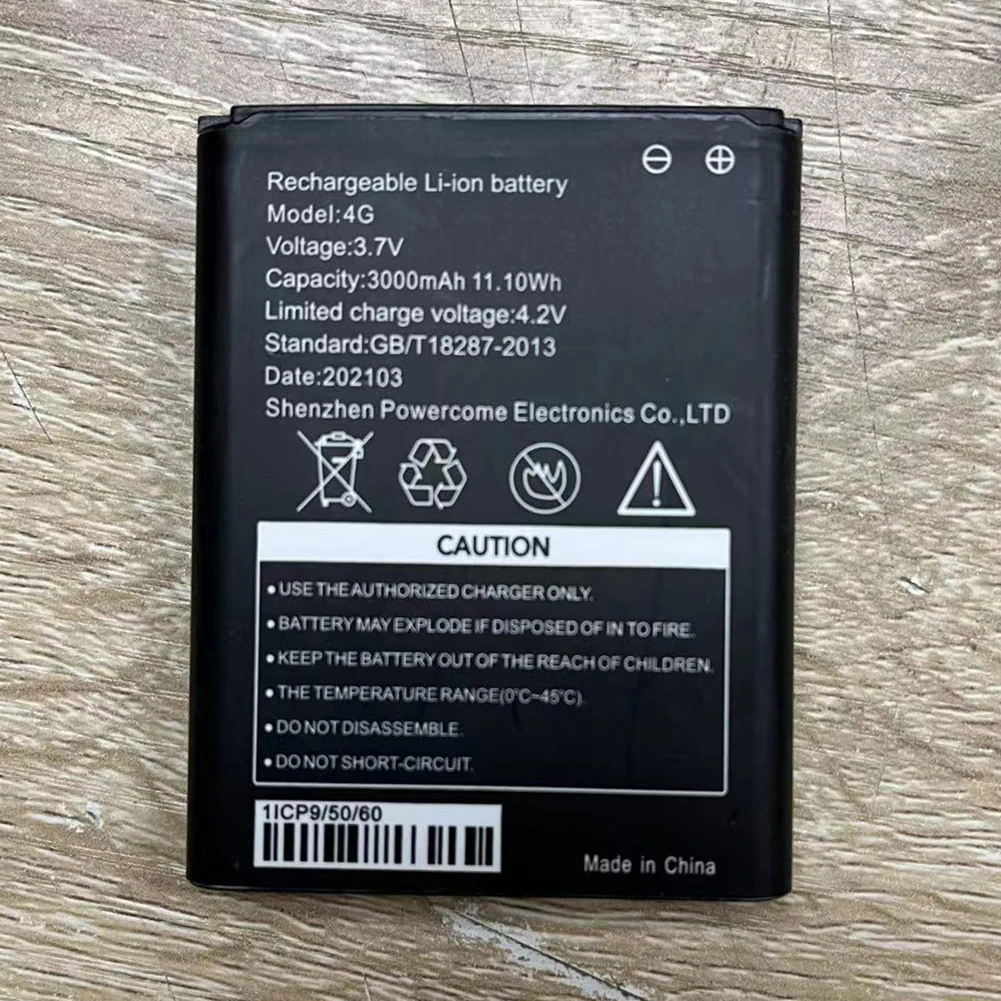 ⊖ ⊕
Rechargeable Li-ion battery
Model:4G
Voltage:3.7V
Capacity:3000mAh 11.10Wh
Limited charge voltage:4.2V
Standard:GB/T18287-2013
Date:202103
Shenzhen Powercome Electronics Co.,LTD
CAUTION
• USE THE AUTHORIZED CHARGER ONLY.
• BATTERY MAY EXPLODE IF DISPOSED OF IN TO FIRE.
• KEEP THE BATTERY OUT OF THE REACH OF CHILDREN.
• THE TEMPERATURE RANGE(0°C~45°C).
• DO NOT DISASSEMBLE.
• DO NOT SHORT-CIRCUIT.
1ICP9/50/60
Made in China